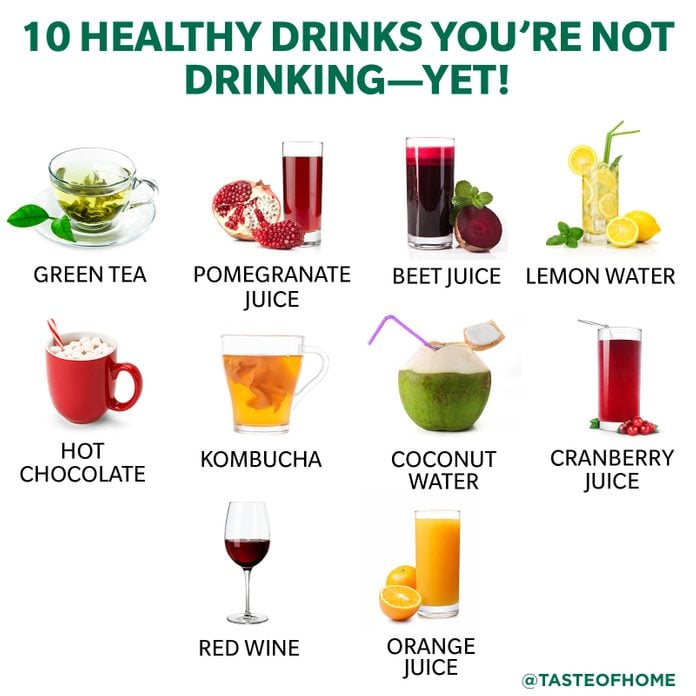 10 HEALTHY DRINKS YOU'RE NOT
DRINKING—YET!
GREEN TEA
POMEGRANATE
JUICE
BEET JUICE
LEMON WATER
HOT
CHOCOLATE
KOMBUCHA
COCONUT
WATER
CRANBERRY
JUICE
RED WINE
ORANGE
JUICE
@TASTEOFHOME